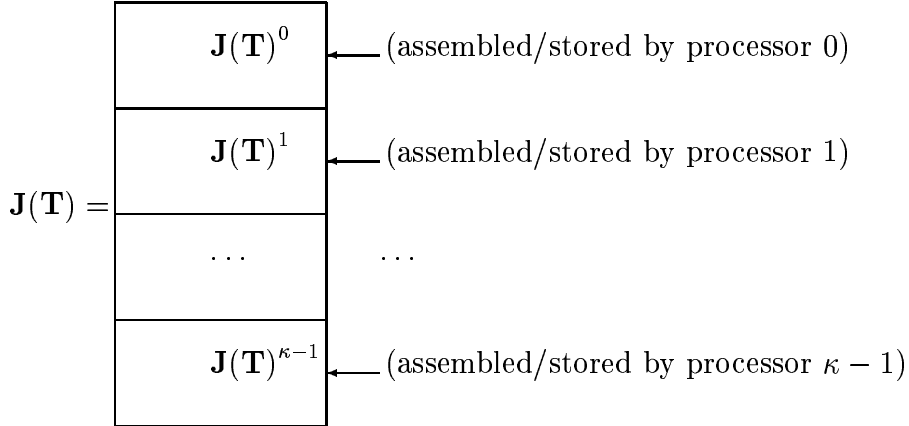 J(T)^0 (assembled/stored by processor 0)
J(T)^1 (assembled/stored by processor 1)
J(T) =
... ...
J(T)^{κ−1} (assembled/stored by processor κ − 1)